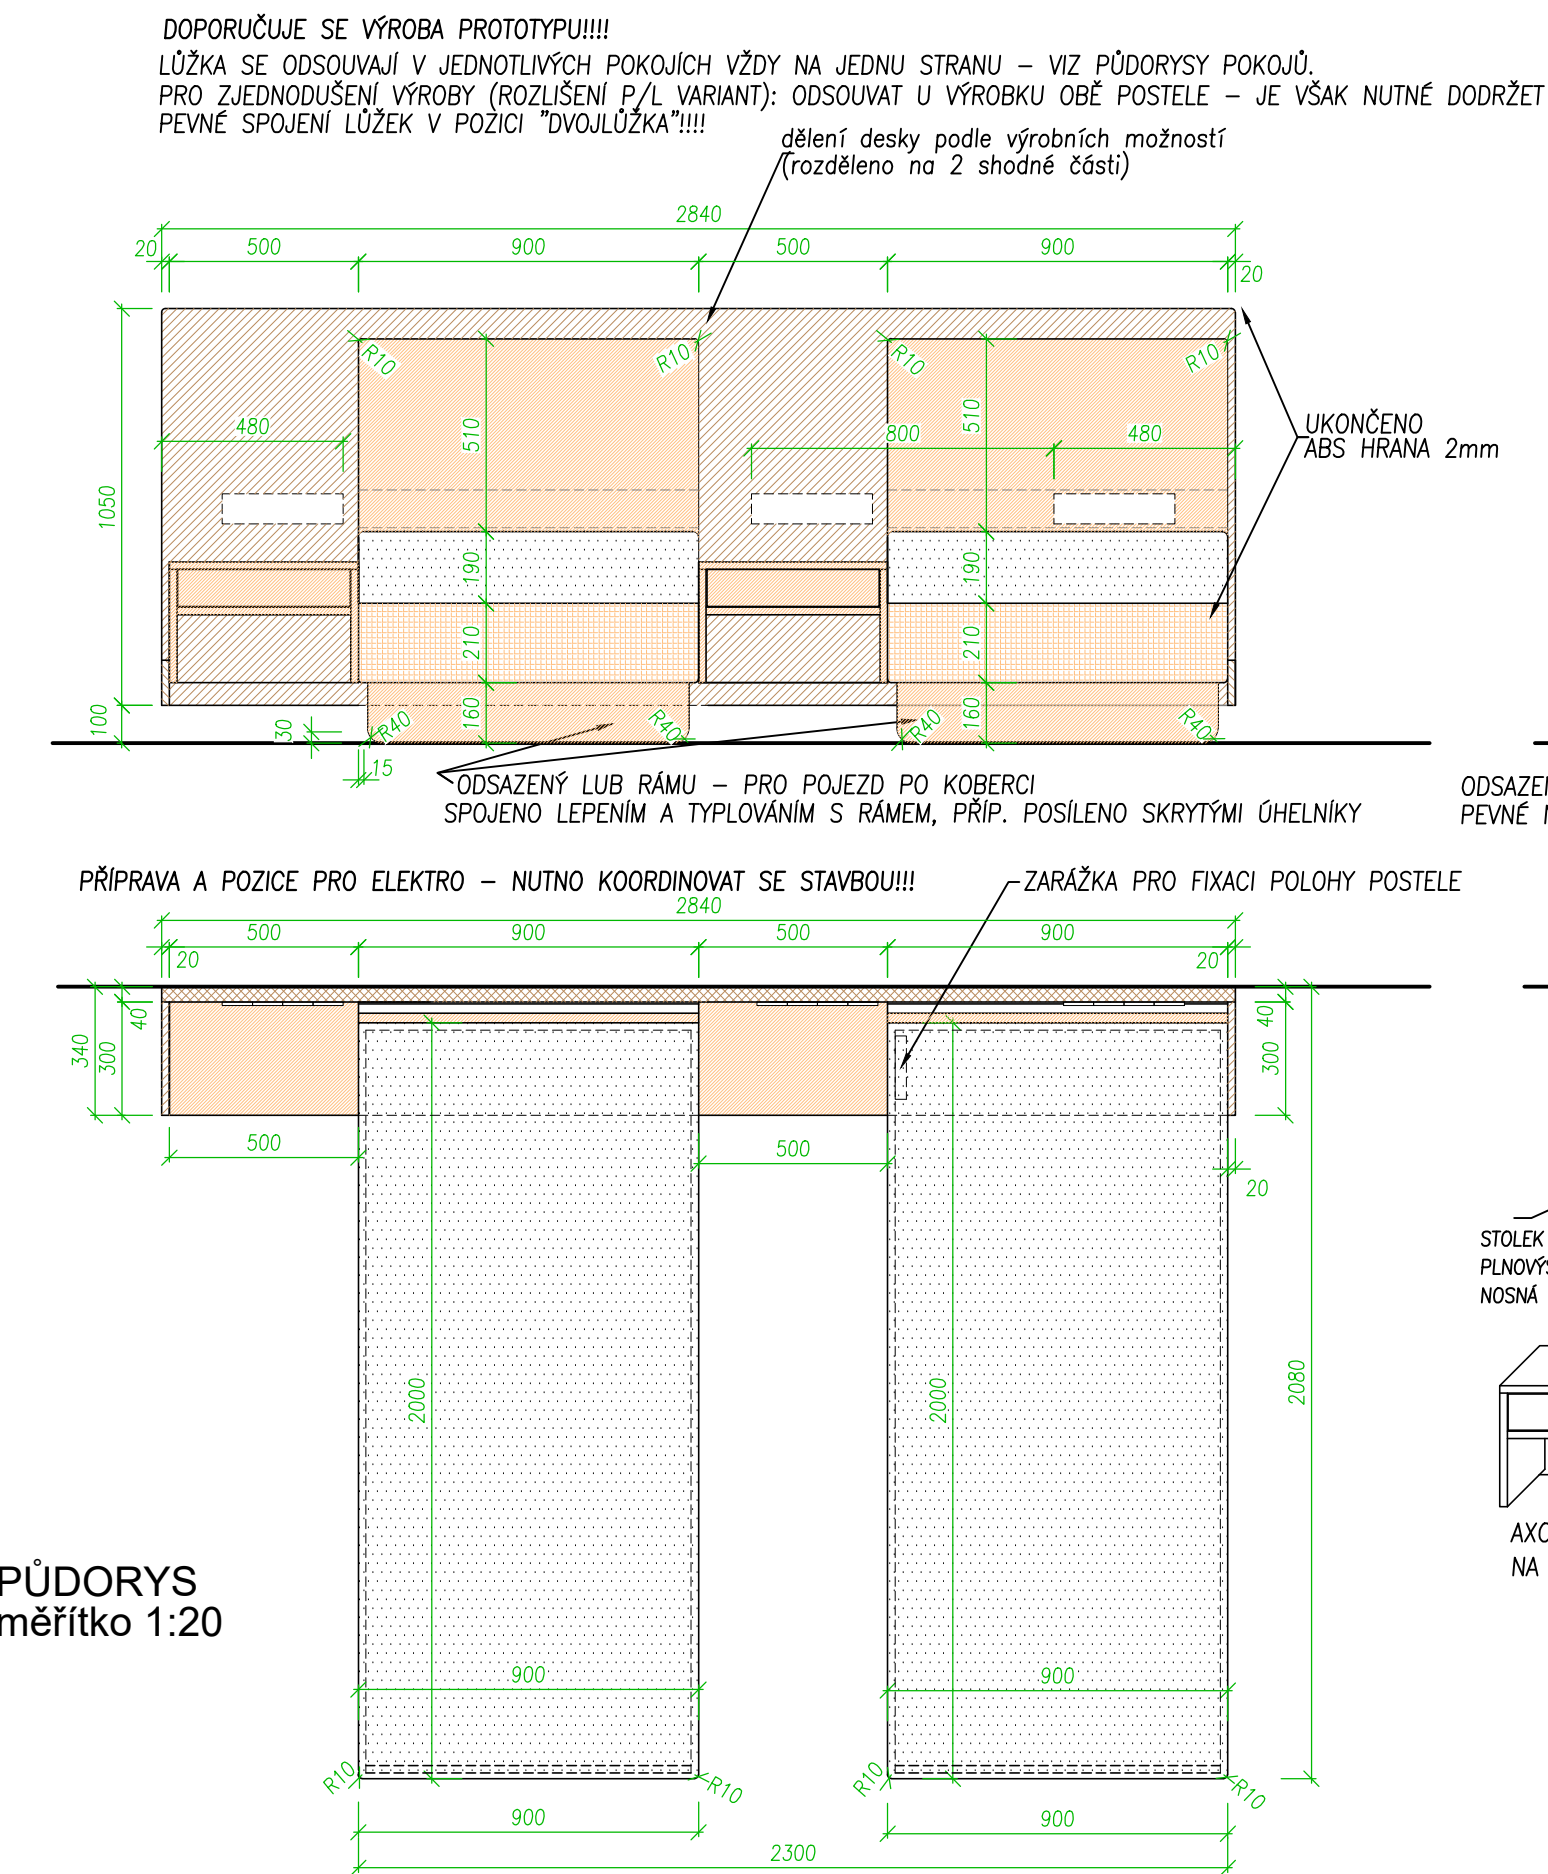 DOPORUČUJE SE VÝROBA PROTOTYPU!!!!
LŮŽKA SE ODSOUVAJÍ V JEDNOTLIVÝCH POKOJÍCH VŽDY NA JEDNU STRANU – VIZ PŮDORYSY POKOJŮ.
PRO ZJEDNODUŠENÍ VÝROBY (ROZLIŠENÍ P/L VARIANT): ODSOUVAT U VÝROBKU OBĚ POSTELE – JE VŠAK NUTNÉ DODRŽET
PEVNÉ SPOJENÍ LŮŽEK V POZICI "DVOJLŮŽKA"!!!!
dělení desky podle výrobních možností
(rozděleno na 2 shodné části)
2840
20 500 900 500 900 20
R10 R10 R10 R10
510 510
480 800 480
UKONČENO
ABS HRANA 2mm
1050
190 190
210 210
100 30 R40 160 R40 R40 160 R40
15
ODSAZENÝ LUB RÁMU – PRO POJEZD PO KOBERCI
SPOJENO LEPENÍM A TYPLOVÁNÍM S RÁMEM, PŘÍP. POSÍLENO SKRYTÝMI ÚHELNÍKY
ODSAZE
PEVNÉ
PŘÍPRAVA A POZICE PRO ELEKTRO – NUTNO KOORDINOVAT SE STAVBOU!!!
ZARÁŽKA PRO FIXACI POLOHY POSTELE
2840
500 900 500 900
20 20
40 40
340 300 300
500 500
20
STOLEK
PLNOVÝS
NOSNÁ
2000 2000 2080
AXO
NA
PŮDORYS
měřítko 1:20
900 900
R10 R10 R10 R10
900 900
2300